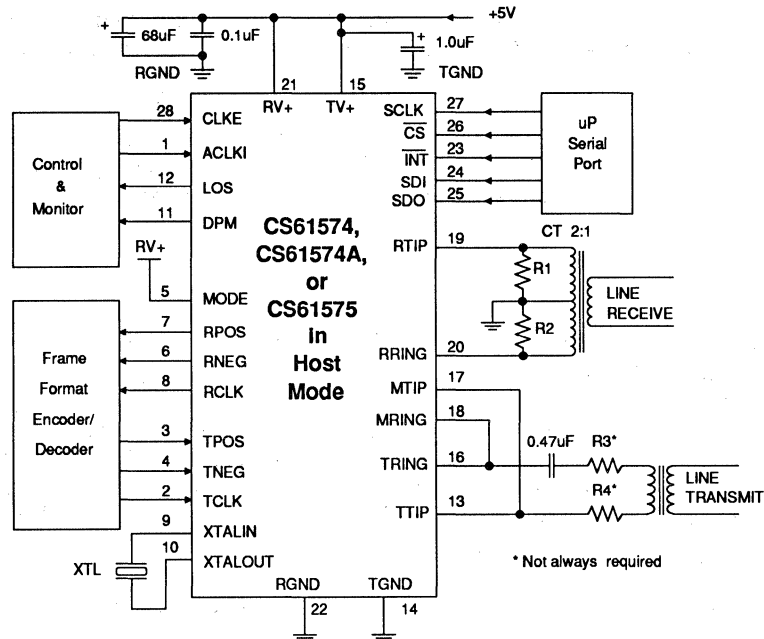 +5V
+
68uF
0.1uF
+
1.0uF
RGND
TGND
21
15
RV+
TV+
28
CLKE
1
ACLKI
12
LOS
11
DPM
Control
&
Monitor
RV+
5
MODE
7
RPOS
6
RNEG
8
RCLK
3
TPOS
4
TNEG
2
TCLK
9
XTALIN
10
XTALOUT
Frame
Format
Encoder/
Decoder
XTL
CS61574,
CS61574A,
or
CS61575
in
Host
Mode
SCLK
27
CS
26
INT
23
SDI
24
SDO
25
uP
Serial
Port
RTIP
19
CT 2:1
R1
R2
LINE
RECEIVE
RRING
20
MTIP
17
MRING
18
TRING
16
0.47uF
R3*
R4*
LINE
TRANSMIT
TTIP
13
* Not always required
RGND
TGND
22
14